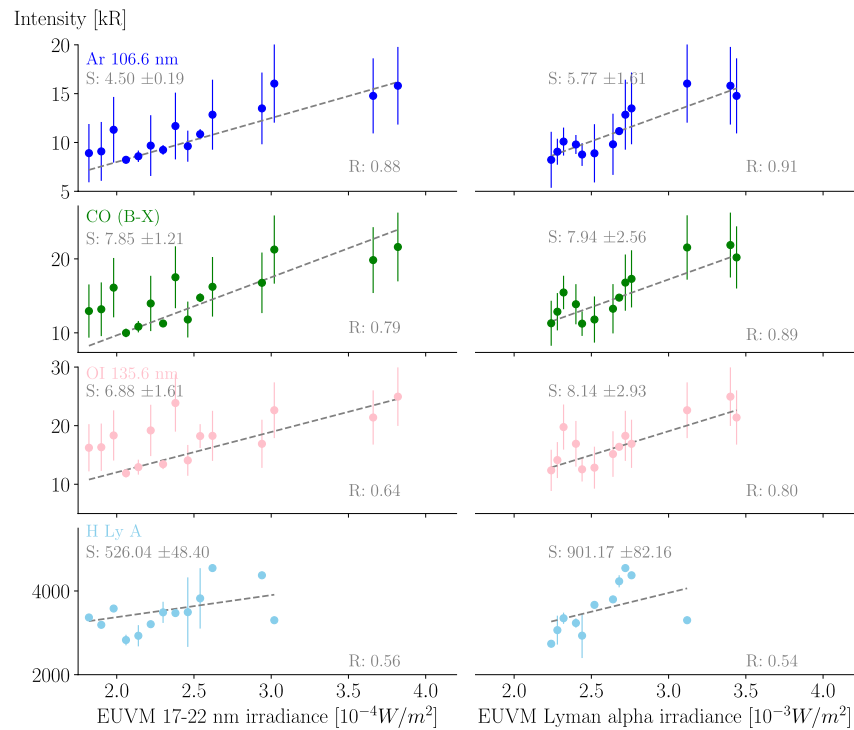 Intensity [kR]
Ar 106.6 nm
S: 4.50 ±0.19
S: 5.77 ±1.61
R: 0.88
R: 0.91
20
15
10
5
CO (B-X)
S: 7.85 ±1.21
S: 7.94 ±2.56
R: 0.79
R: 0.89
20
10
OI 135.6 nm
S: 6.88 ±1.61
S: 8.14 ±2.93
R: 0.64
R: 0.80
30
20
10
H Ly A
S: 526.04 ±48.40
S: 901.17 ±82.16
R: 0.56
R: 0.54
4000
2000
2.0 2.5 3.0 3.5 4.0
2.0 2.5 3.0 3.5 4.0
EUVM 17-22 nm irradiance [10⁻⁴W/m²]
EUVM Lyman alpha irradiance [10⁻³W/m²]